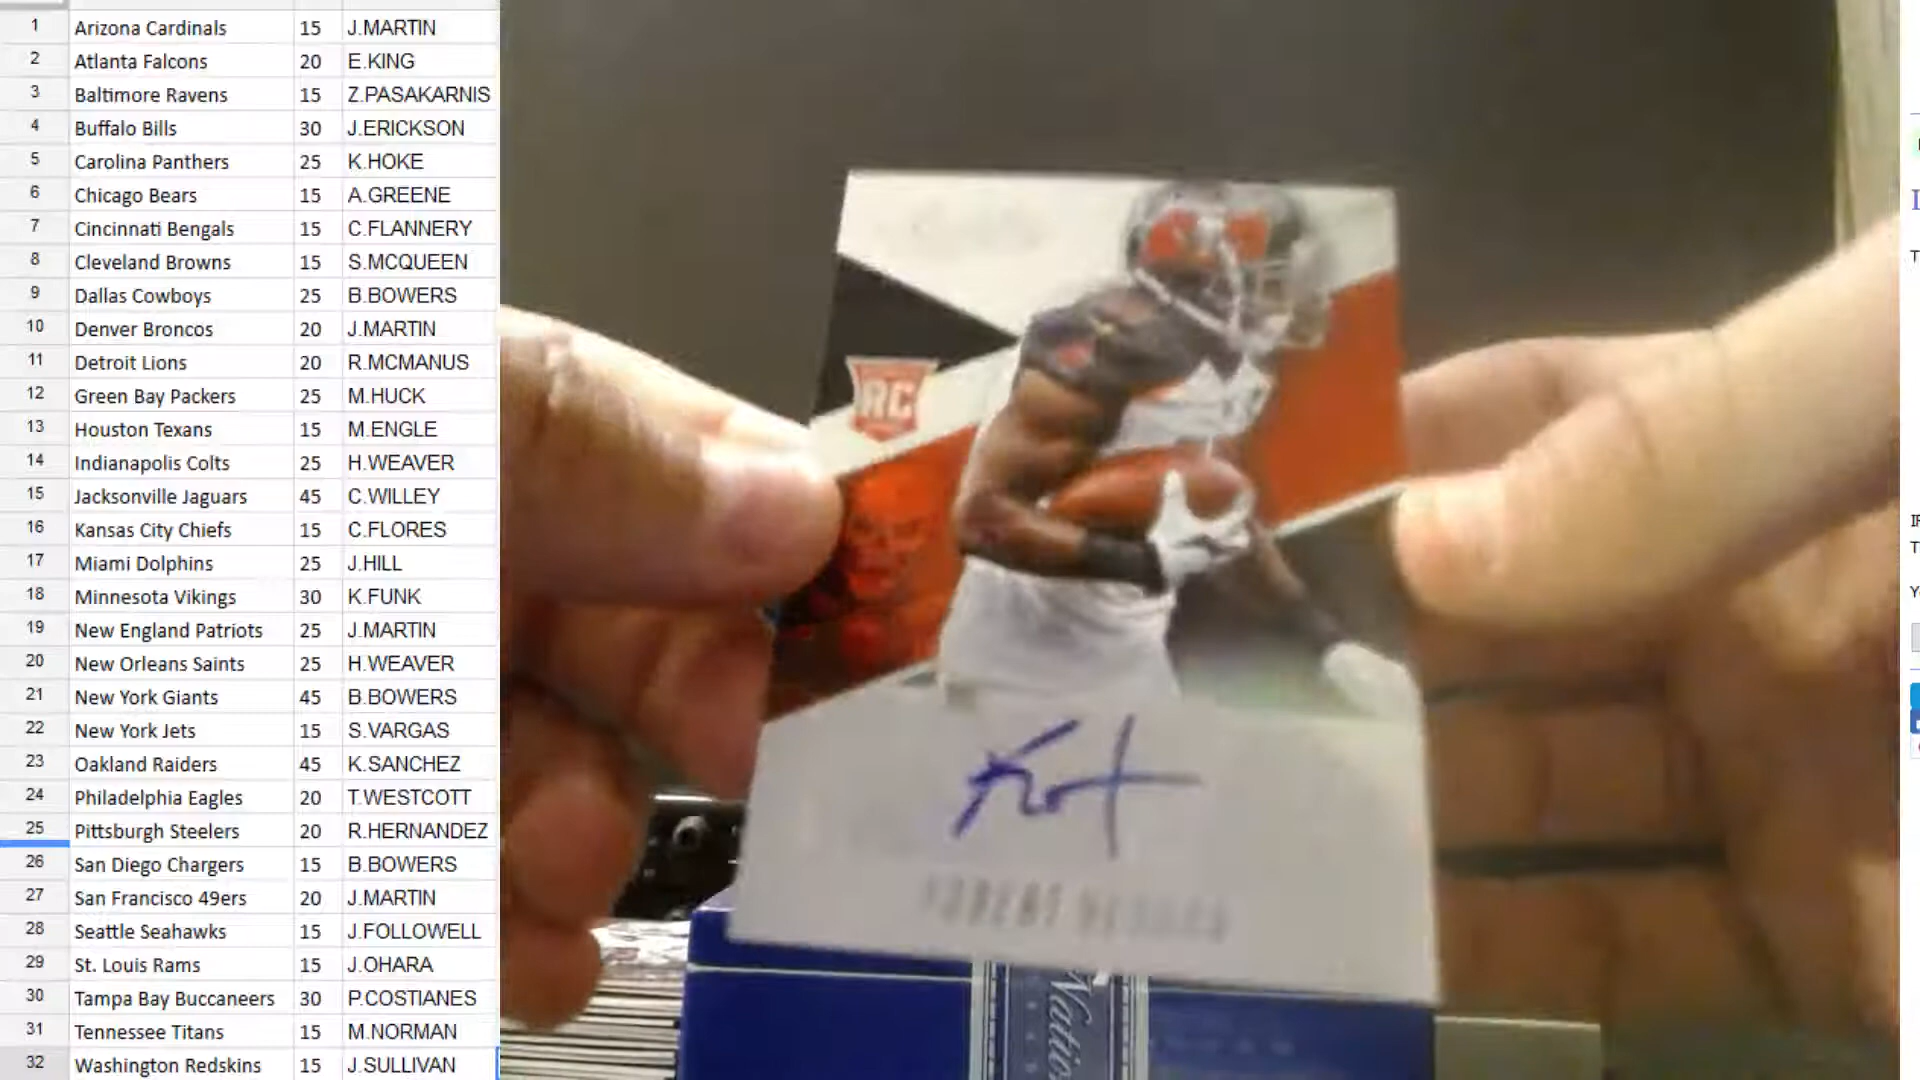 1 Arizona Cardinals 15 J.MARTIN
2 Atlanta Falcons 20 E.KING
3 Baltimore Ravens 15 Z.PASAKARNIS
4 Buffalo Bills 30 J.ERICKSON
5 Carolina Panthers 25 K.HOKE
6 Chicago Bears 15 A.GREENE
7 Cincinnati Bengals 15 C.FLANNERY
8 Cleveland Browns 15 S.MCQUEEN
9 Dallas Cowboys 25 B.BOWERS
10 Denver Broncos 20 J.MARTIN
11 Detroit Lions 20 R.MCMANUS
12 Green Bay Packers 25 M.HUCK
13 Houston Texans 15 M.ENGLE
14 Indianapolis Colts 25 H.WEAVER
15 Jacksonville Jaguars 45 C.WILLEY
16 Kansas City Chiefs 15 C.FLORES
17 Miami Dolphins 25 J.HILL
18 Minnesota Vikings 30 K.FUNK
19 New England Patriots 25 J.MARTIN
20 New Orleans Saints 25 H.WEAVER
21 New York Giants 45 B.BOWERS
22 New York Jets 15 S.VARGAS
23 Oakland Raiders 45 K.SANCHEZ
24 Philadelphia Eagles 20 T.WESTCOTT
25 Pittsburgh Steelers 20 R.HERNANDEZ
26 San Diego Chargers 15 B.BOWERS
27 San Francisco 49ers 20 J.MARTIN
28 Seattle Seahawks 15 J.FOLLOWELL
29 St. Louis Rams 15 J.OHARA
30 Tampa Bay Buccaneers 30 P.COSTIANES
31 Tennessee Titans 15 M.NORMAN
32 Washington Redskins 15 J.SULLIVAN
RC